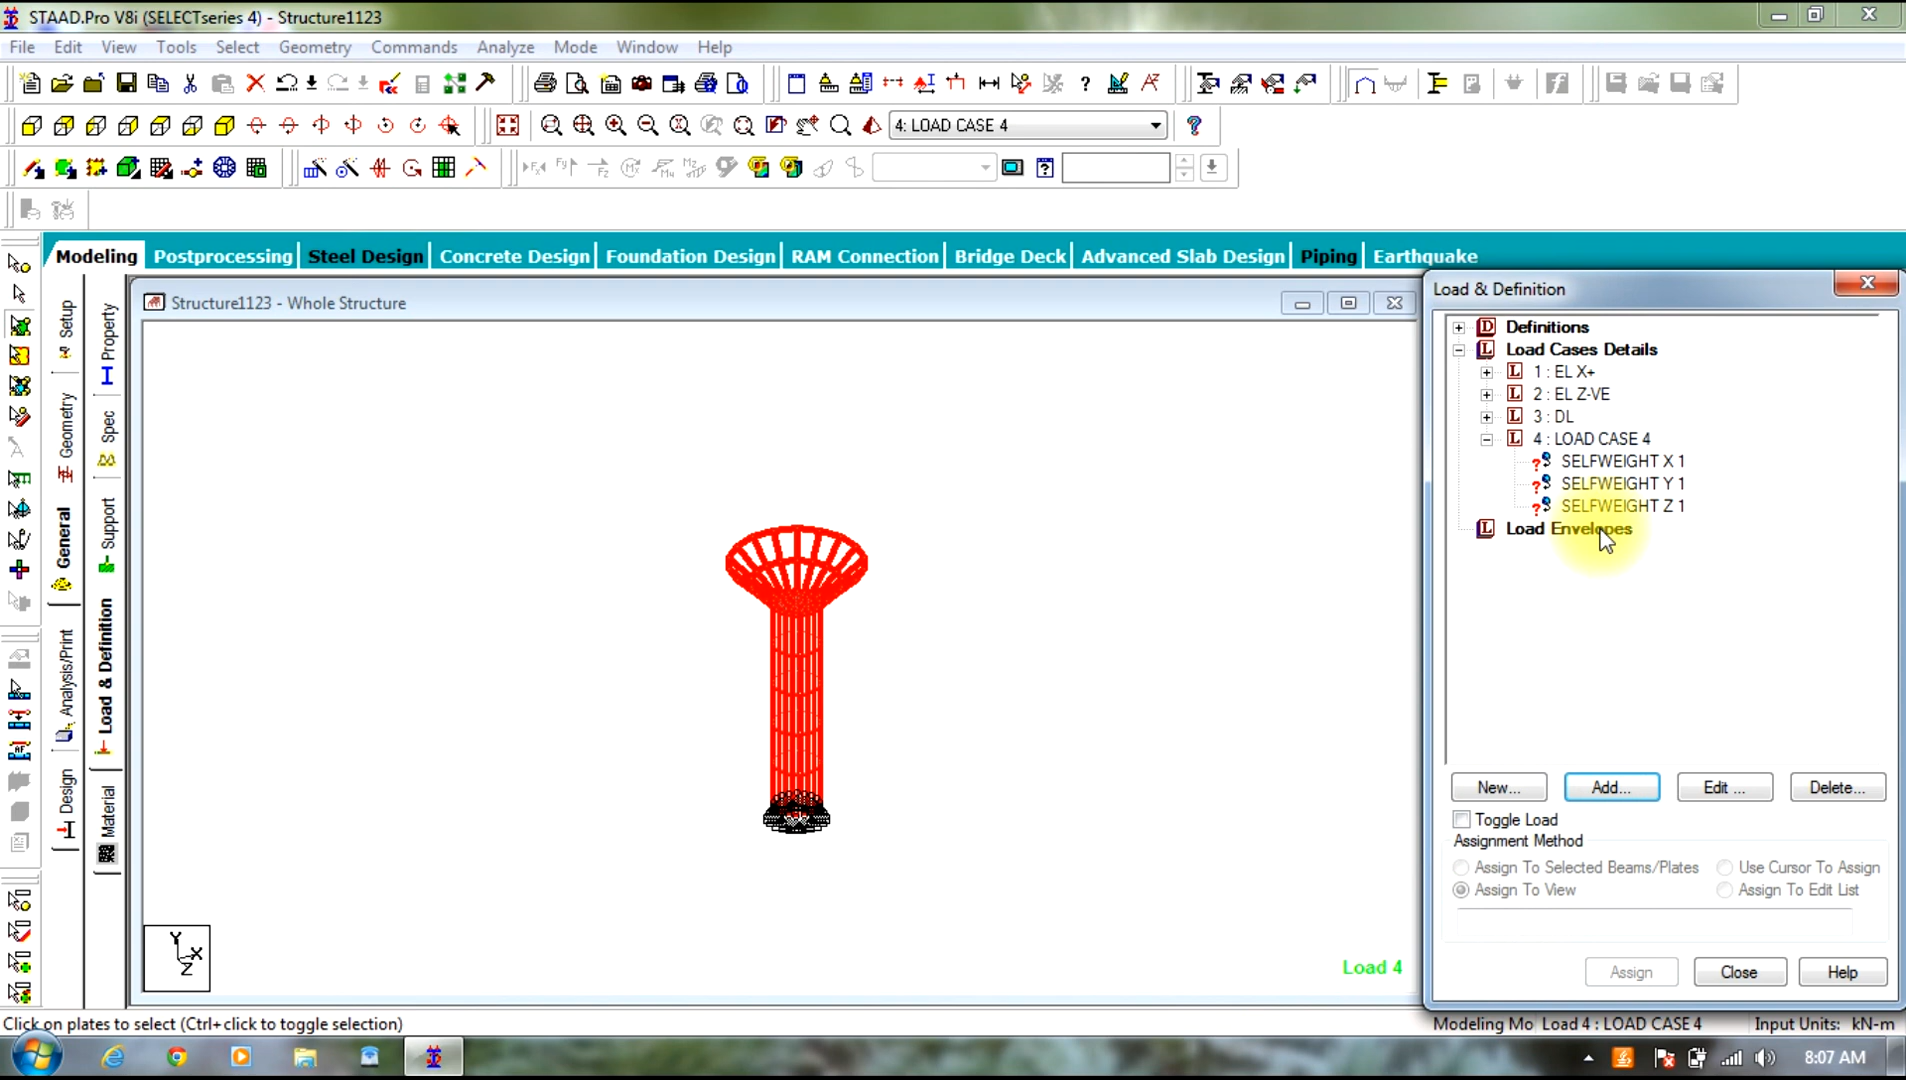 STAAD.Pro V8i (SELECTseries 4) - Structure1123
File Edit View Tools Select Geometry Commands Analyze Mode Window Help
4: LOAD CASE 4
Modeling Postprocessing Steel Design Concrete Design Foundation Design RAM Connection Bridge Deck Advanced Slab Design Piping Earthquake
Setup
Geometry
General
Analysis/Print
Design
Property
Spec
Support
Load & Definition
Material
Structure1123 - Whole Structure
Y
X
Z
Load 4
Load & Definition
Definitions
Load Cases Details
1 : EL X+
2 : EL Z-VE
3 : DL
4 : LOAD CASE 4
SELFWEIGHT X 1
SELFWEIGHT Y 1
SELFWEIGHT Z 1
Load Envelopes
New... Add... Edit ... Delete...
Toggle Load
Assignment Method
Assign To Selected Beams/Plates Use Cursor To Assign
Assign To View Assign To Edit List
Assign Close Help
Click on plates to select (Ctrl+click to toggle selection) Modeling Mo Load 4 : LOAD CASE 4 Input Units: kN-m
8:07 AM